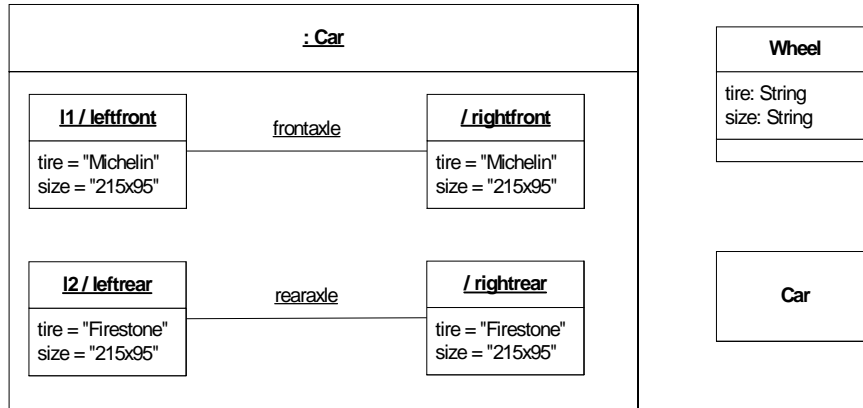 : Car
l1 / leftfront
frontaxle
/ rightfront
tire = "Michelin"
size = "215x95"
tire = "Michelin"
size = "215x95"
l2 / leftrear
rearaxle
/ rightrear
tire = "Firestone"
size = "215x95"
tire = "Firestone"
size = "215x95"
Wheel
tire: String
size: String
Car